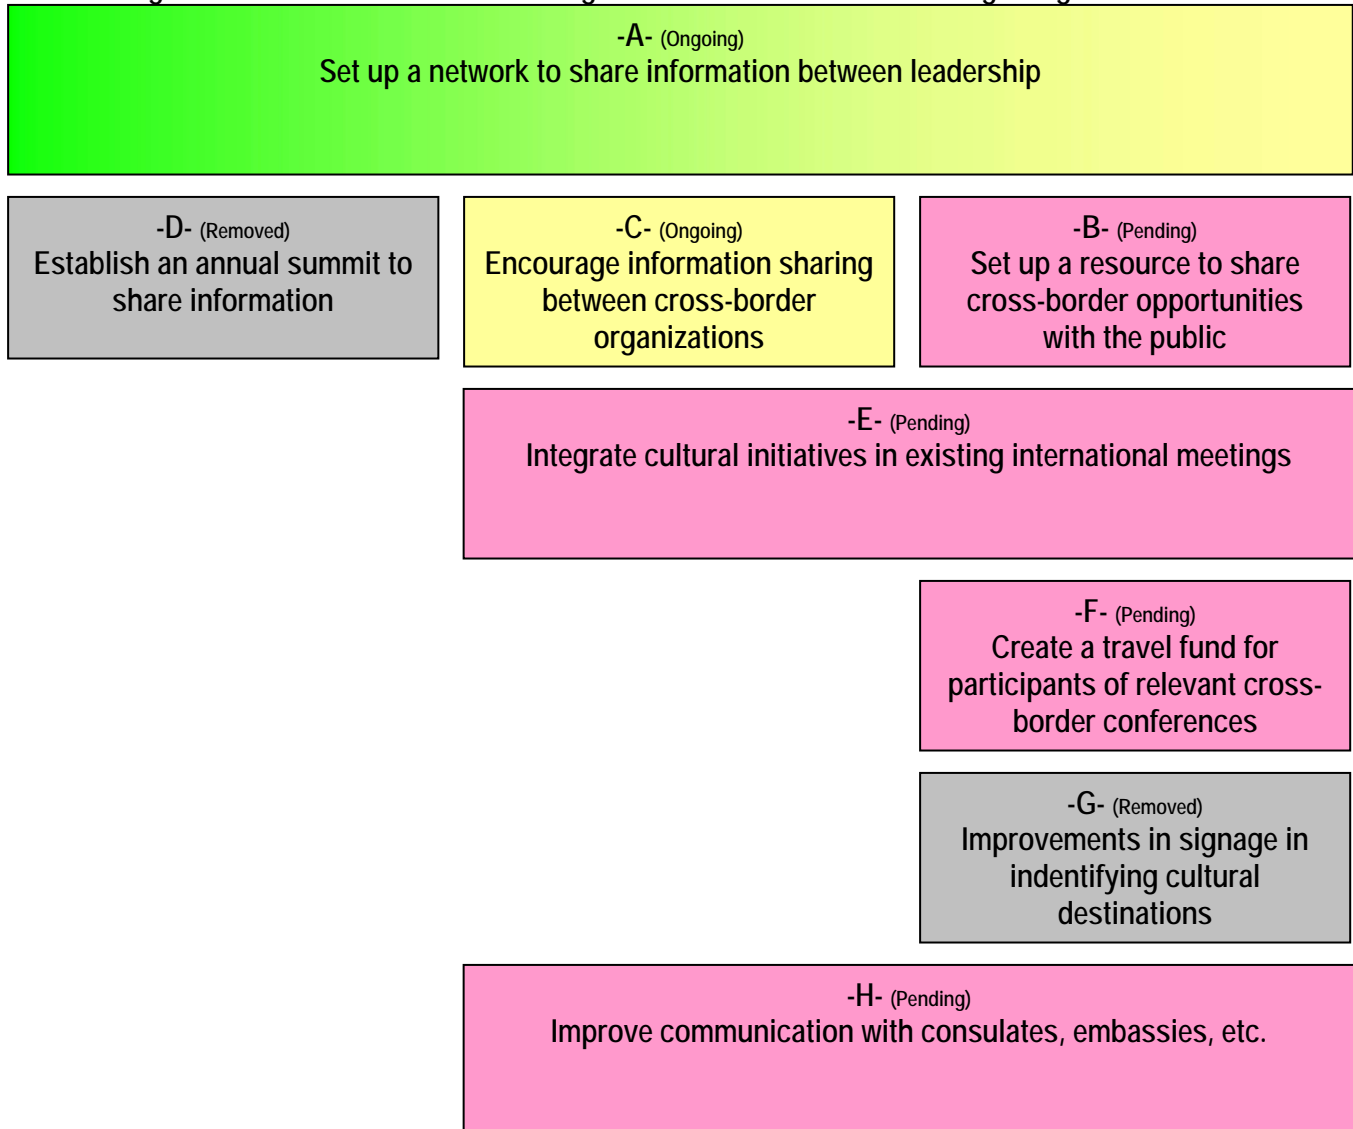 -A- (Ongoing)
Set up a network to share information between leadership
-D- (Removed)
Establish an annual summit to
share information
-C- (Ongoing)
Encourage information sharing
between cross-border
organizations
-B- (Pending)
Set up a resource to share
cross-border opportunities
with the public
-E- (Pending)
Integrate cultural initiatives in existing international meetings
-F- (Pending)
Create a travel fund for
participants of relevant cross-
border conferences
-G- (Removed)
Improvements in signage in
indentifying cultural
destinations
-H- (Pending)
Improve communication with consulates, embassies, etc.